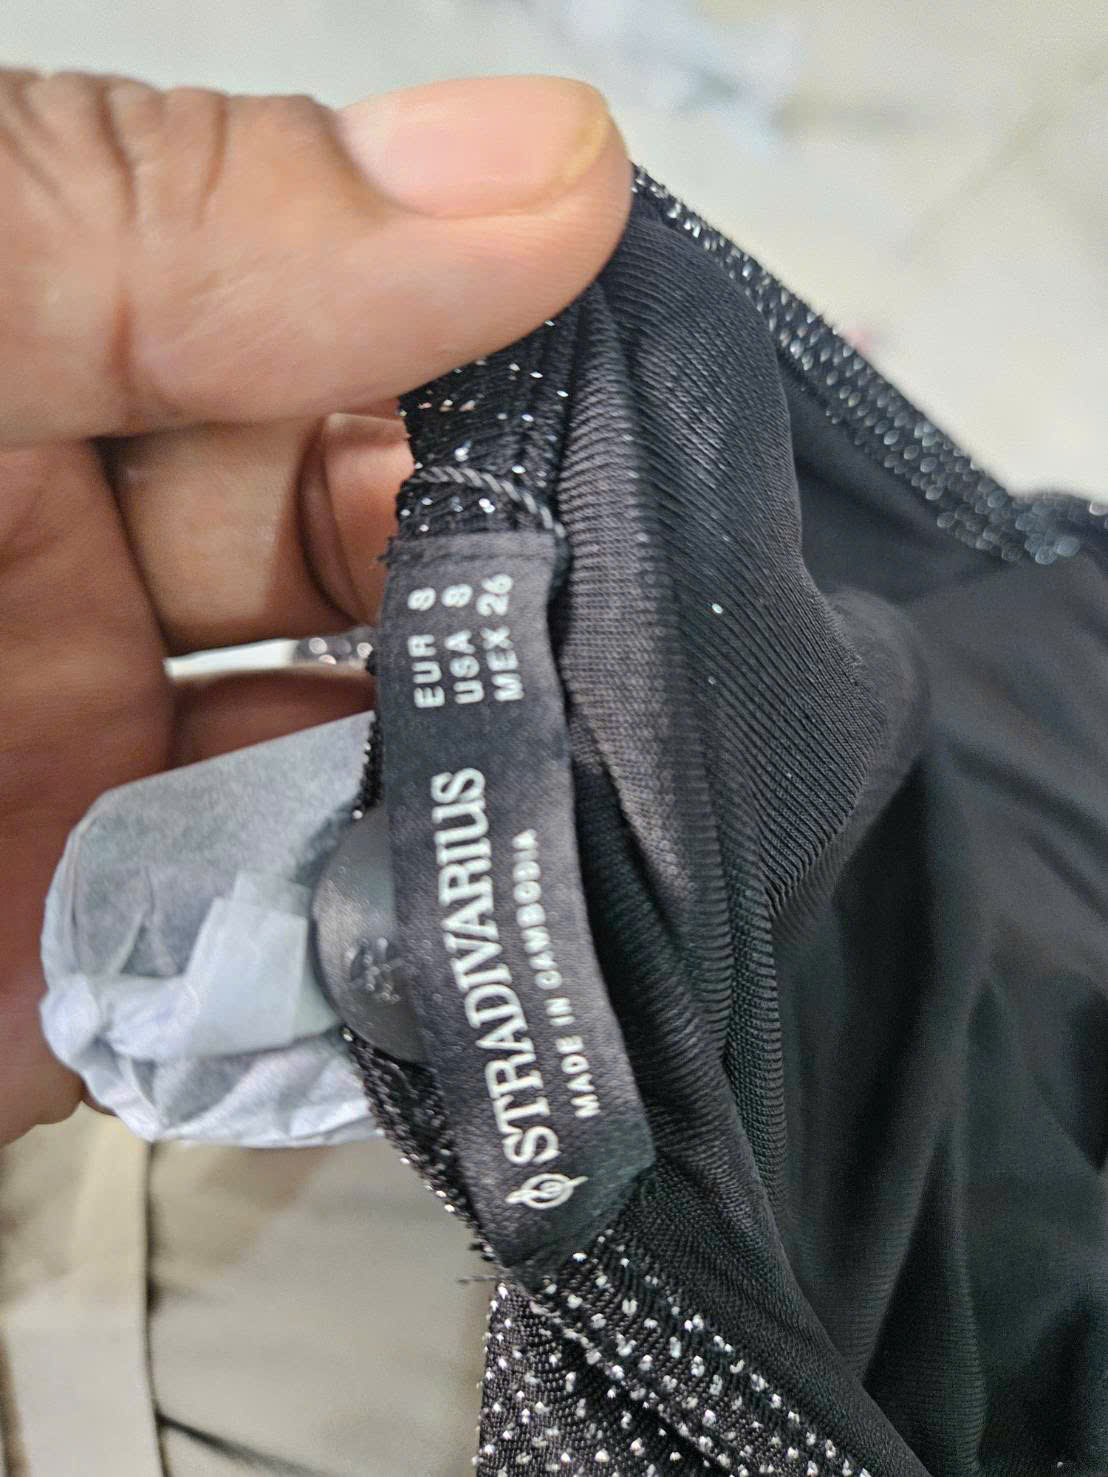 EUR S
USA S
MEX 26
STRADIVARIUS
MADE IN CAMBODIA